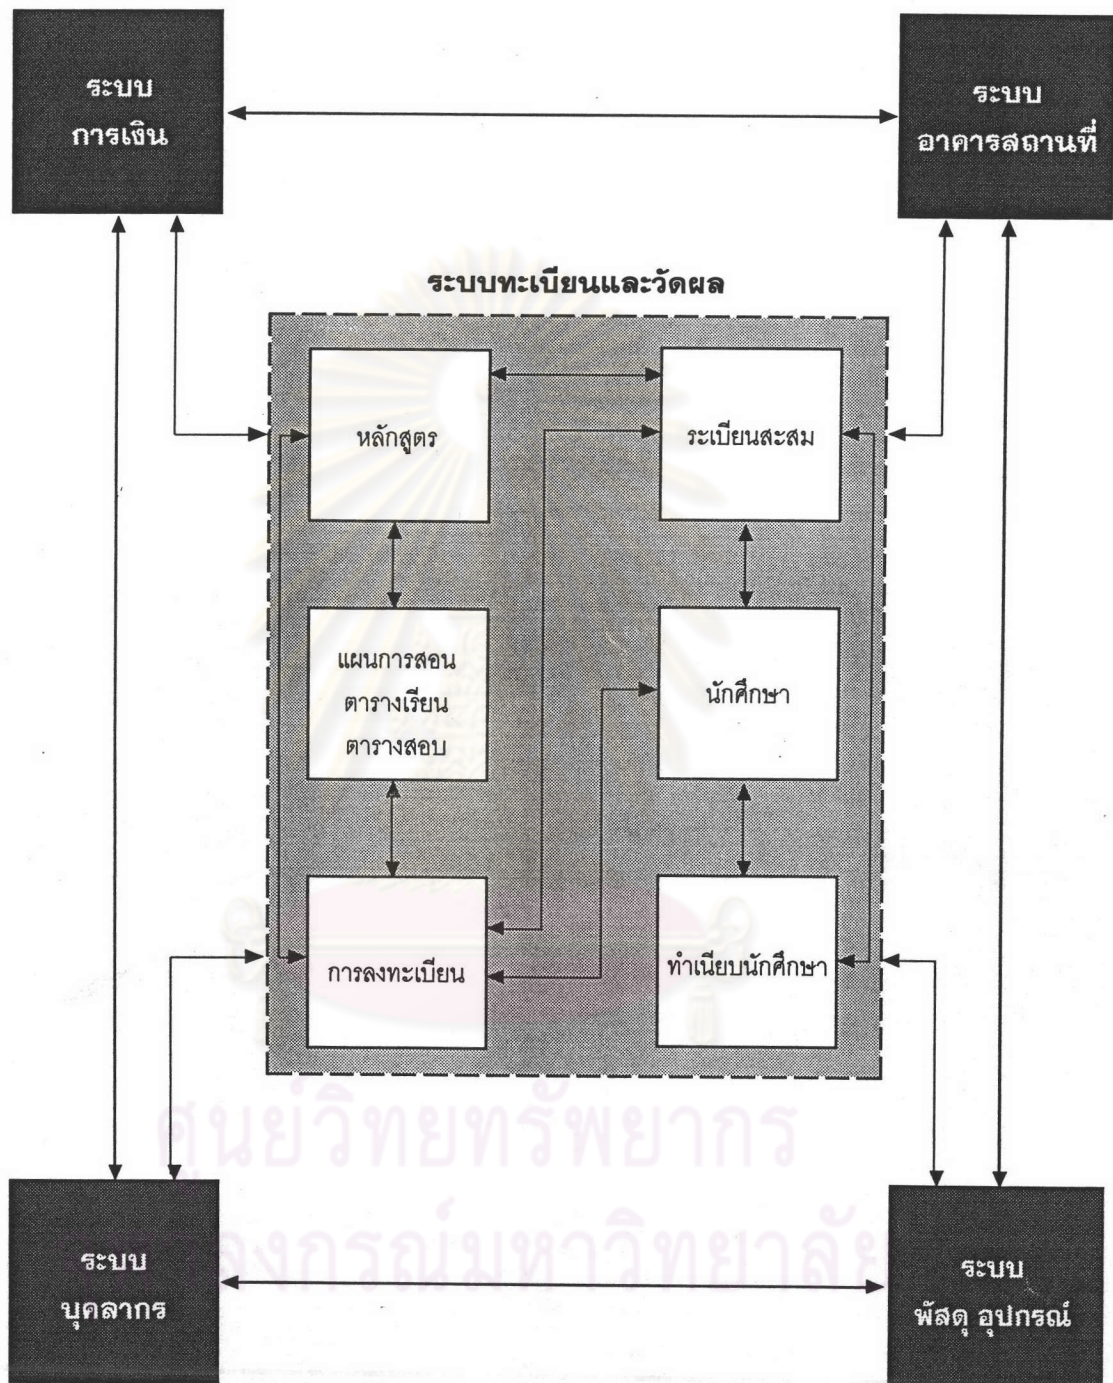 ระบบ
การเงิน
ระบบ
อาคารสถานที่
ระบบทะเบียนและวัดผล
หลักสูตร
ระเบียนสะสม
แผนการสอน
ตารางเรียน
ตารางสอบ
นักศึกษา
การลงทะเบียน
ทำเนียบนักศึกษา
ศูนย์วิทยทรัพยากร
ลงกรณ์มหาวิทยาลัย
ระบบ
บุคลากร
ระบบ
พัสดุ อุปกรณ์